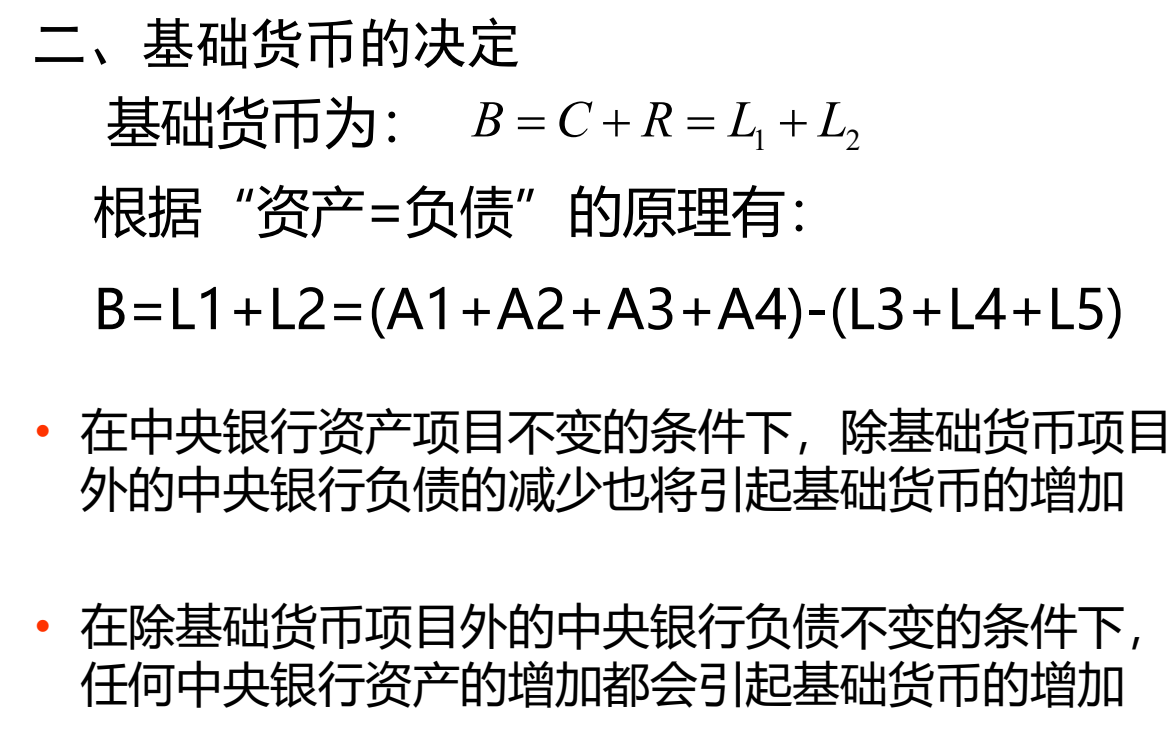 二、基础货币的决定
基础货币为： B = C + R = L₁ + L₂
根据“资产=负债”的原理有：
B=L1+L2=(A1+A2+A3+A4)-(L3+L4+L5)
• 在中央银行资产项目不变的条件下，除基础货币项目
外的中央银行负债的减少也将引起基础货币的增加
• 在除基础货币项目外的中央银行负债不变的条件下，
任何中央银行资产的增加都会引起基础货币的增加